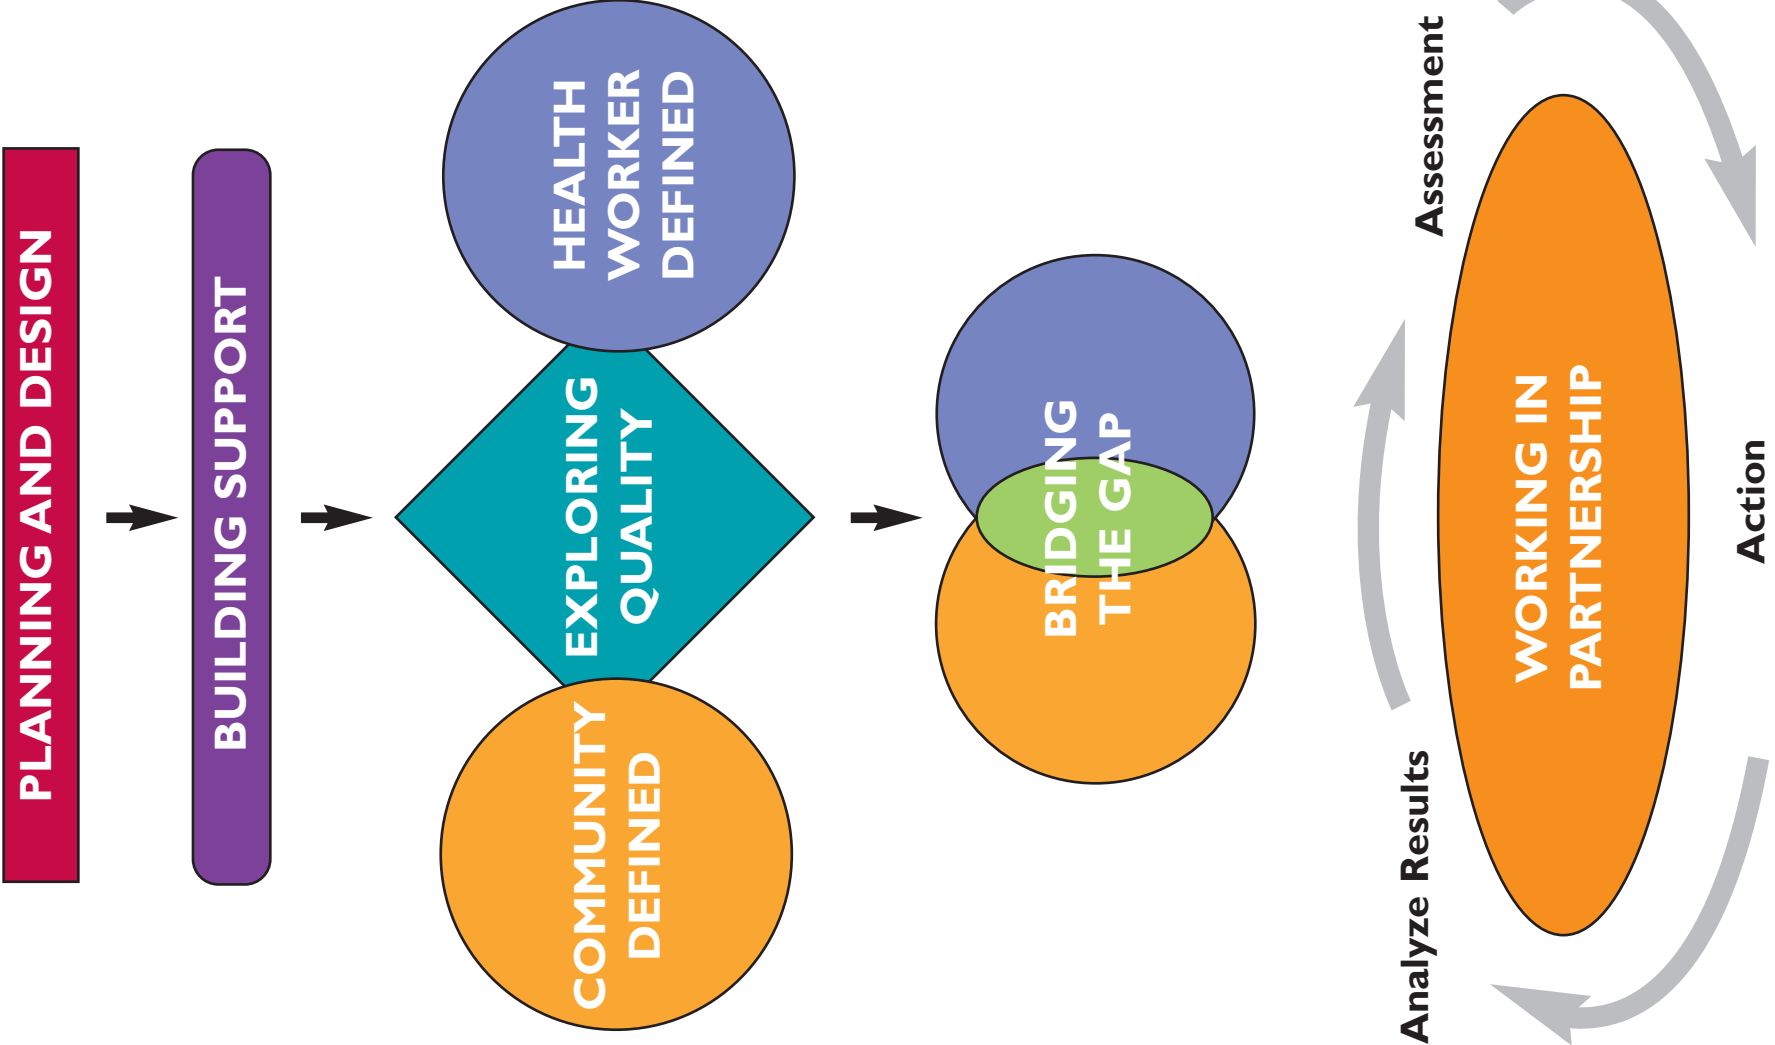 PLANNING AND DESIGN
BUILDING SUPPORT
COMMUNITY
DEFINED
EXPLORING
QUALITY
HEALTH
WORKER
DEFINED
BRIDGING
THE GAP
Analyze Results
Assessment
WORKING IN
PARTNERSHIP
Action